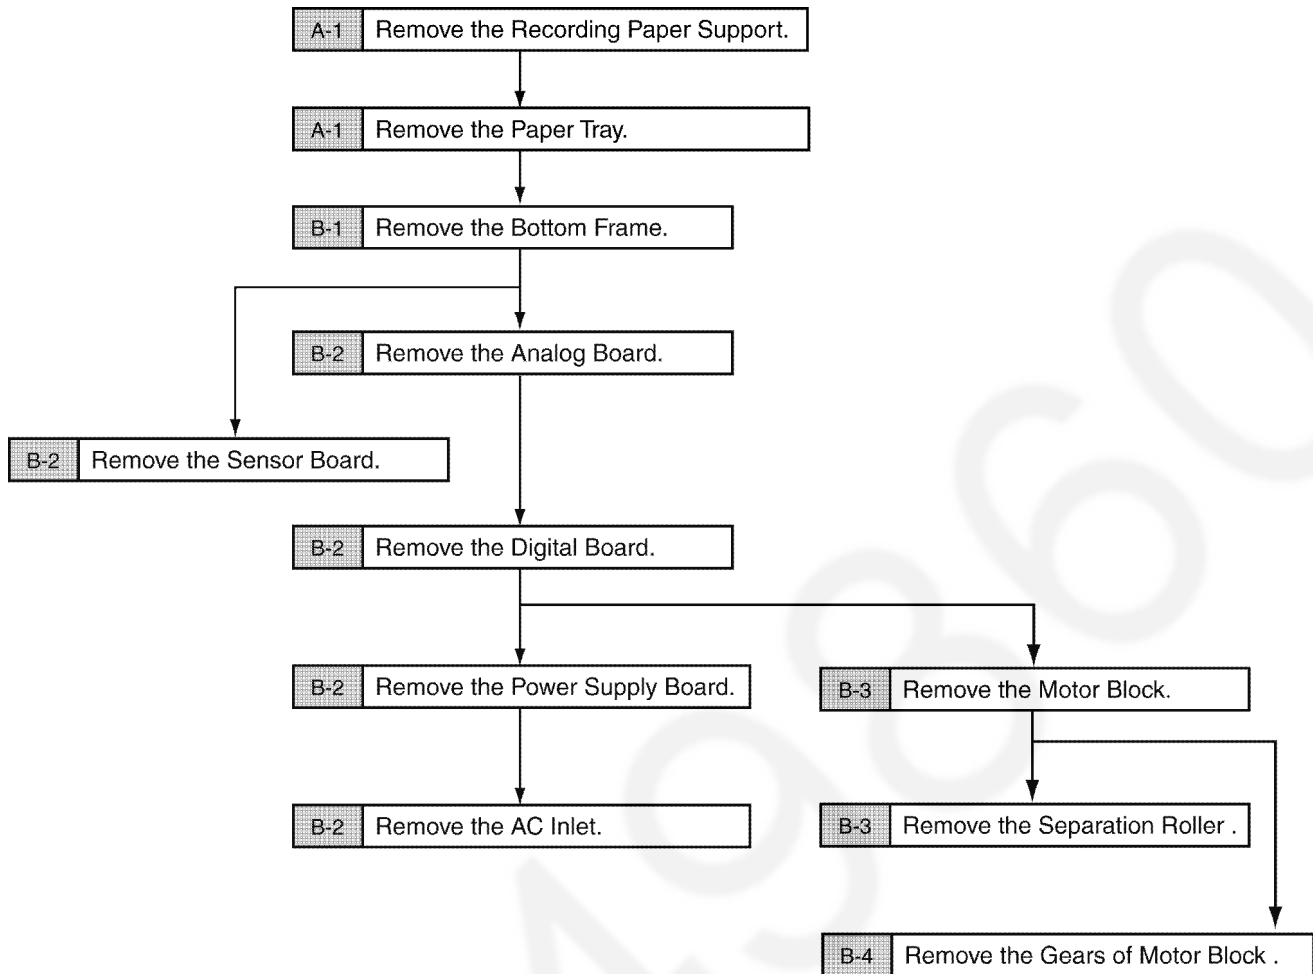 A-1 Remove the Recording Paper Support.
A-1 Remove the Paper Tray.
B-1 Remove the Bottom Frame.
B-2 Remove the Analog Board.
B-2 Remove the Sensor Board.
B-2 Remove the Digital Board.
B-2 Remove the Power Supply Board.
B-3 Remove the Motor Block.
B-2 Remove the AC Inlet.
B-3 Remove the Separation Roller .
B-4 Remove the Gears of Motor Block .
49860